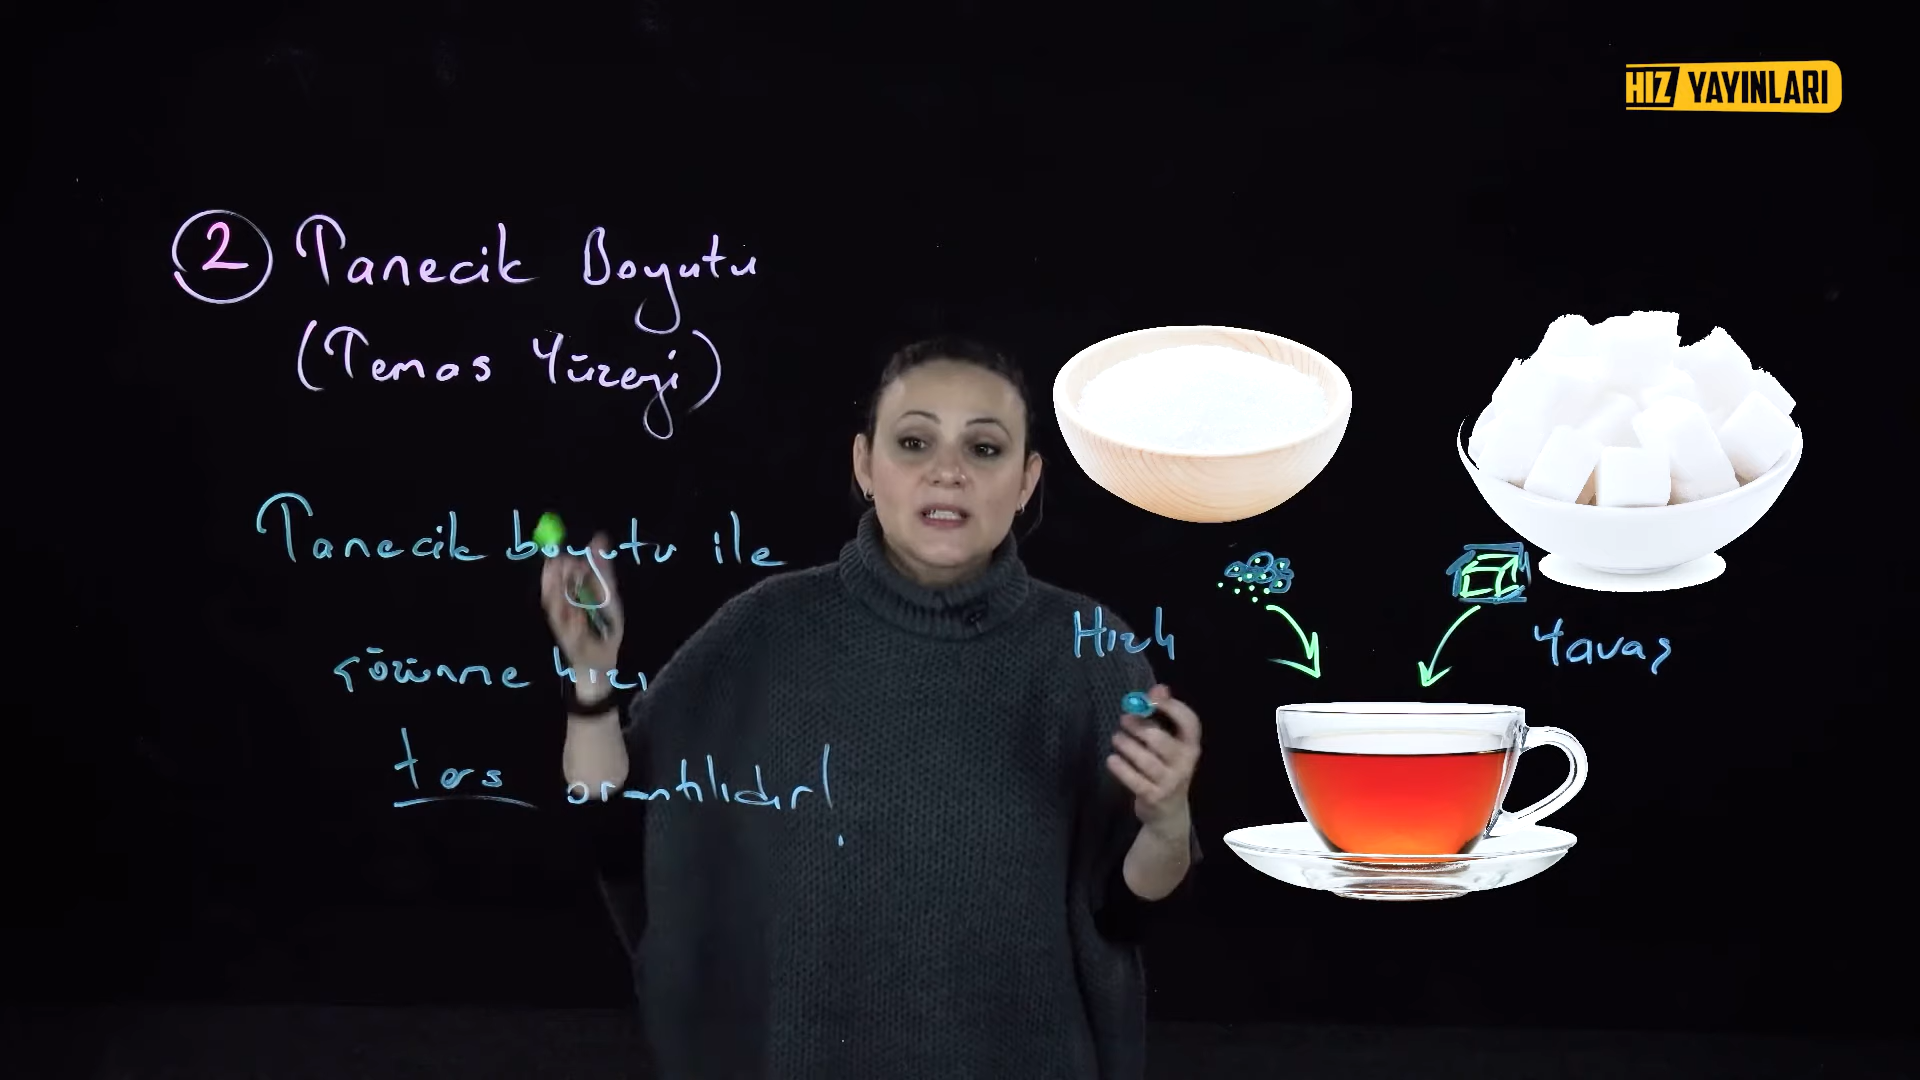 HIZ YAYINLARI
2 Tanecik Boyutu
(Temas Yüzeyi)
Tanecik boyutu ile
çözünme hızı
ters orantılıdır!
Hızlı
Yavaş